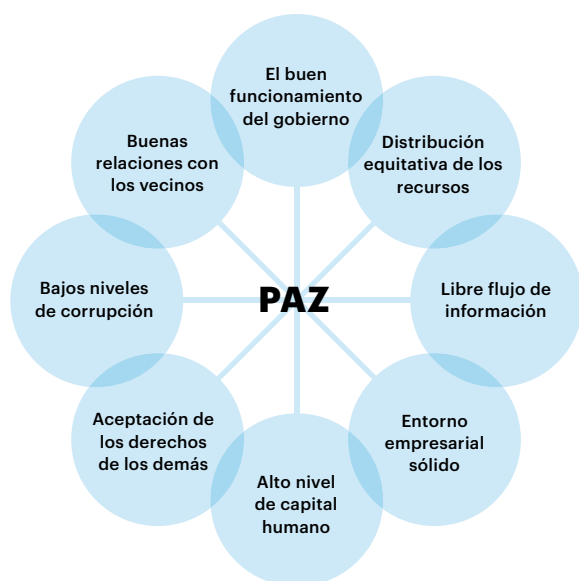 El buen
funcionamiento
del gobierno
Distribución
equitativa de los
recursos
Libre flujo de
información
Entorno
empresarial
sólido
Alto nivel
de capital
humano
Aceptación de
los derechos
de los demás
Bajos niveles
de corrupción
Buenas
relaciones con
los vecinos
PAZ